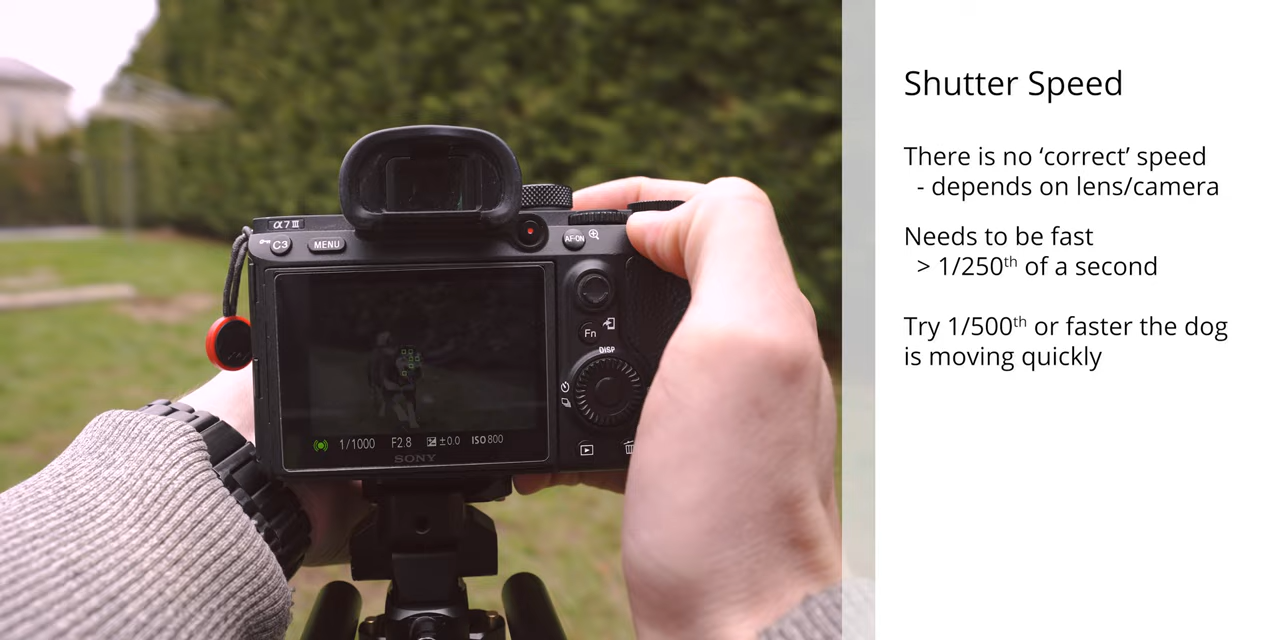 α7III
C3
MENU
AF-ON
Fn
DISP
1/1000 F2.8 ±0.0 ISO 800
SONY
Shutter Speed
There is no ‘correct’ speed
- depends on lens/camera
Needs to be fast
> 1/250th of a second
Try 1/500th or faster the dog
is moving quickly